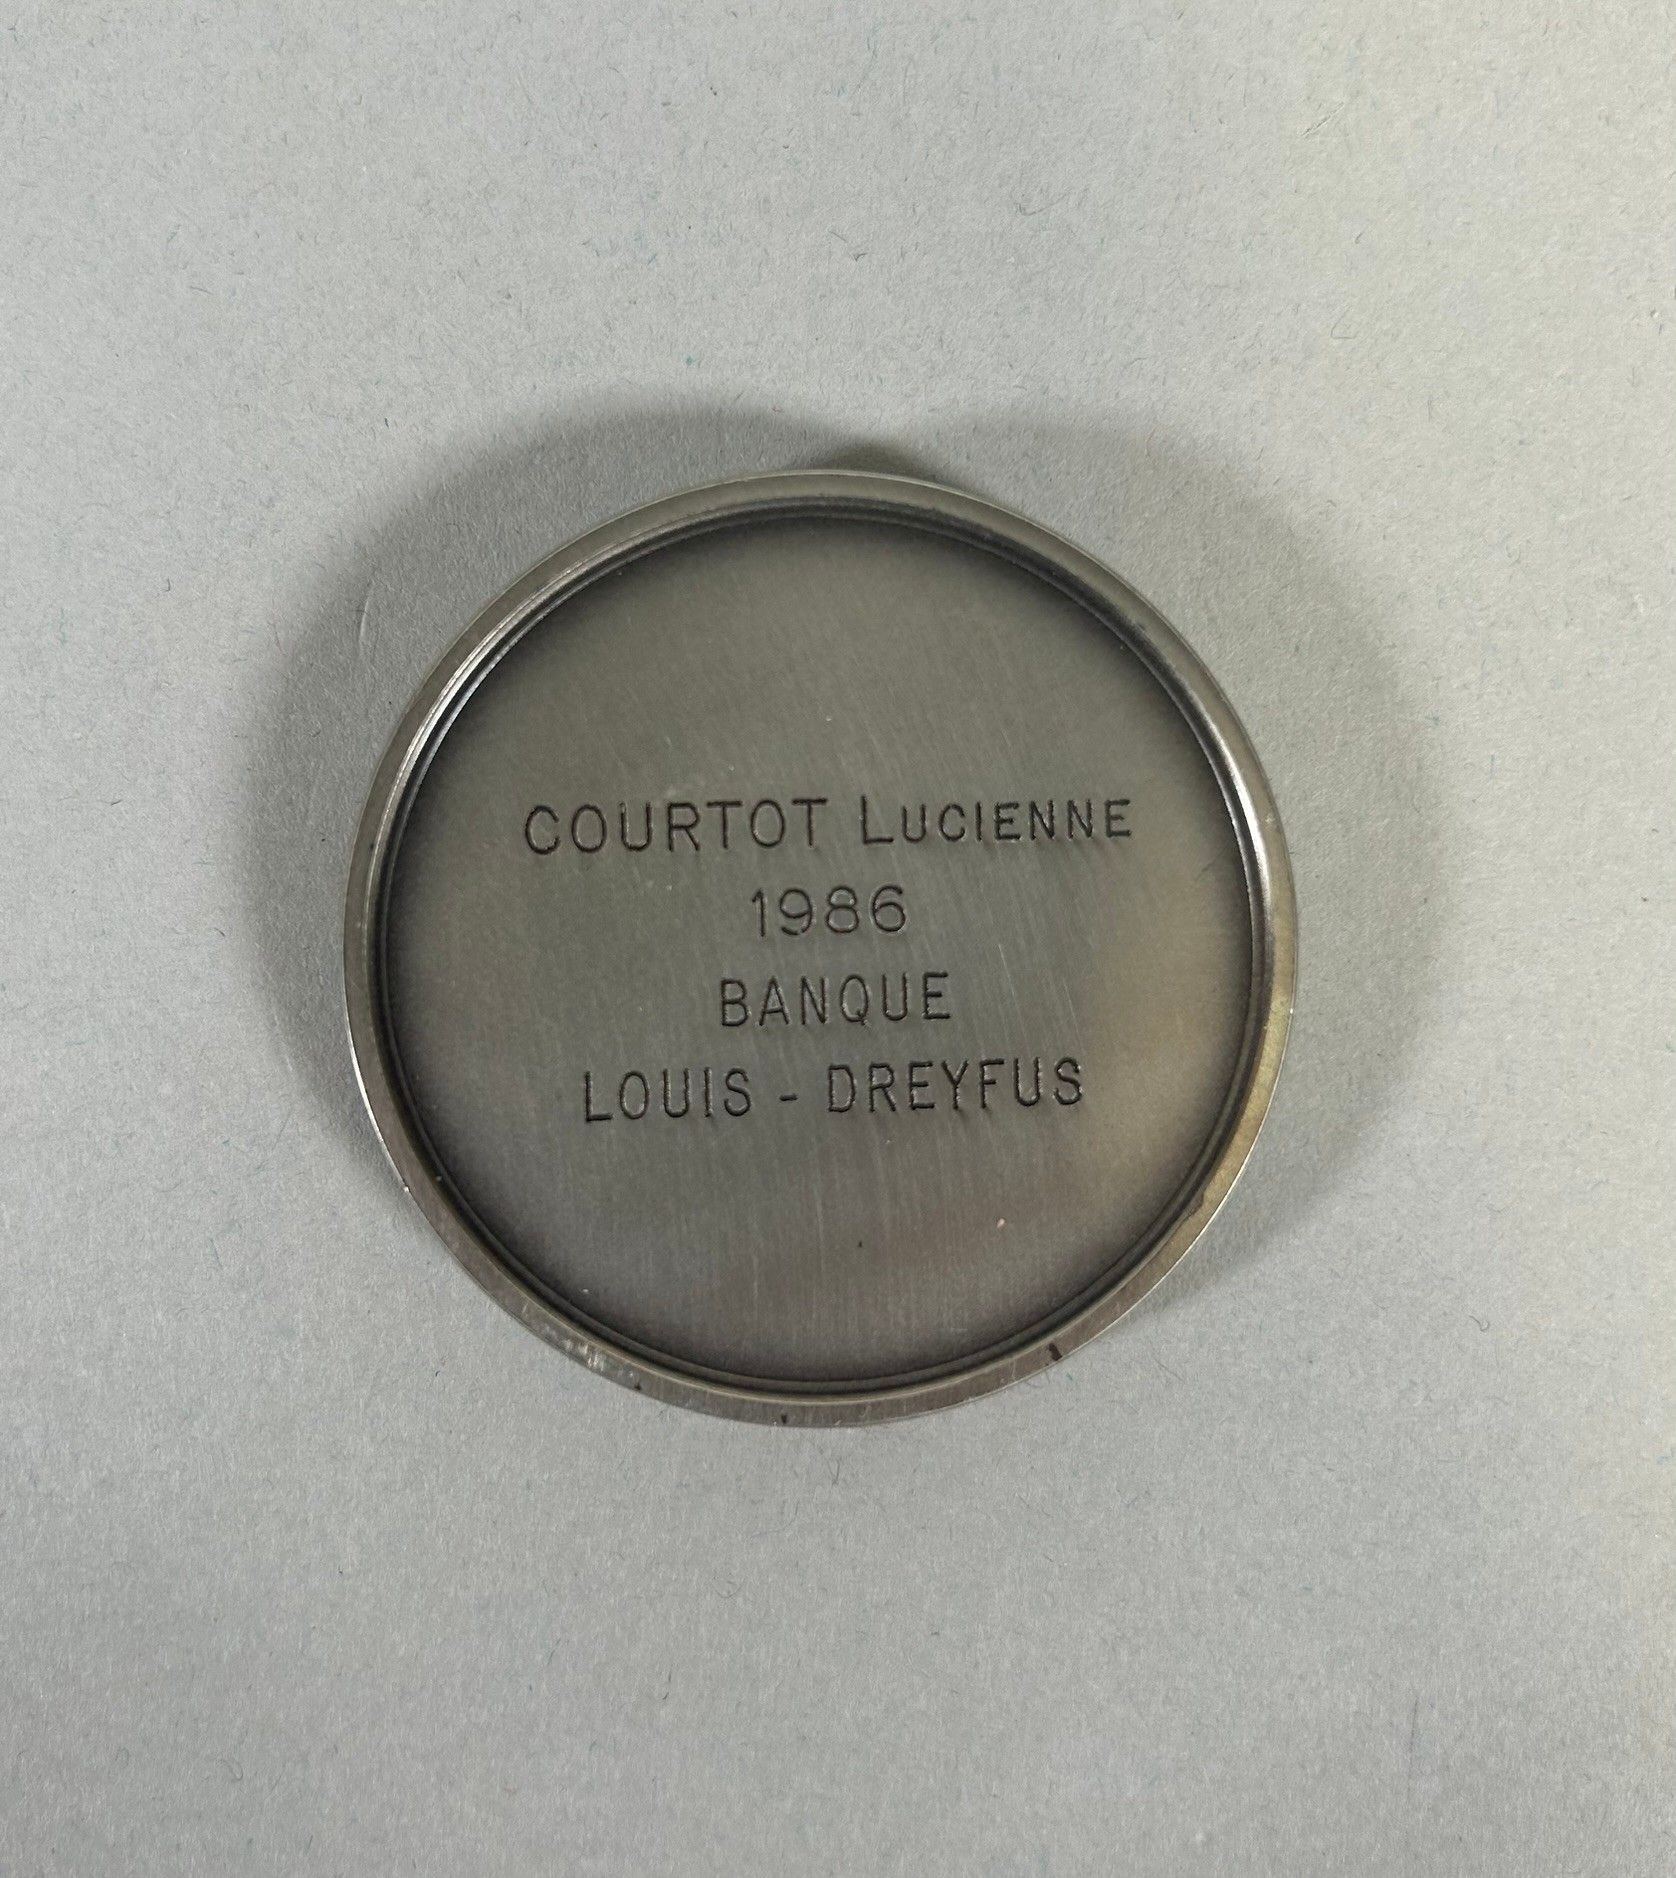 COURTOT LUCIENNE
1986
BANQUE
LOUIS - DREYFUS